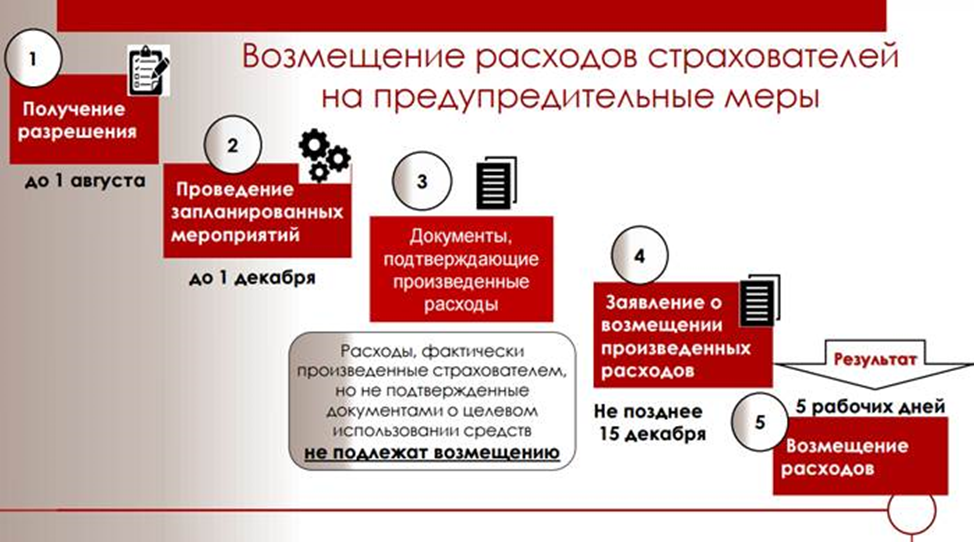 Возмещение расходов страхователей
на предупредительные меры
1
Получение
разрешения
до 1 августа
2
Проведение
запланированных
мероприятий
до 1 декабря
3
Документы,
подтверждающие
произведенные
расходы
Расходы, фактически
произведенные страхователем,
но не подтвержденные
документами о целевом
использовании средств
не подлежат возмещению
4
Заявление о
возмещении
произведенных
расходов
Не позднее
15 декабря
Результат
5 рабочих дней
5
Возмещение
расходов